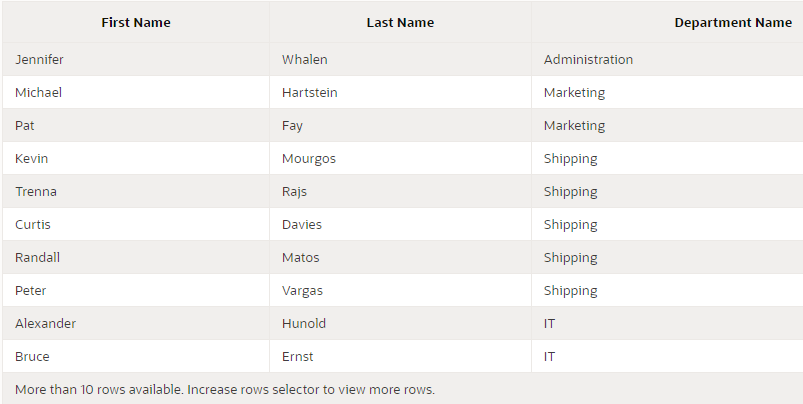 First Name Last Name Department Name
Jennifer Whalen Administration
Michael Hartstein Marketing
Pat Fay Marketing
Kevin Mourgos Shipping
Trenna Rajs Shipping
Curtis Davies Shipping
Randall Matos Shipping
Peter Vargas Shipping
Alexander Hunold IT
Bruce Ernst IT
More than 10 rows available. Increase rows selector to view more rows.